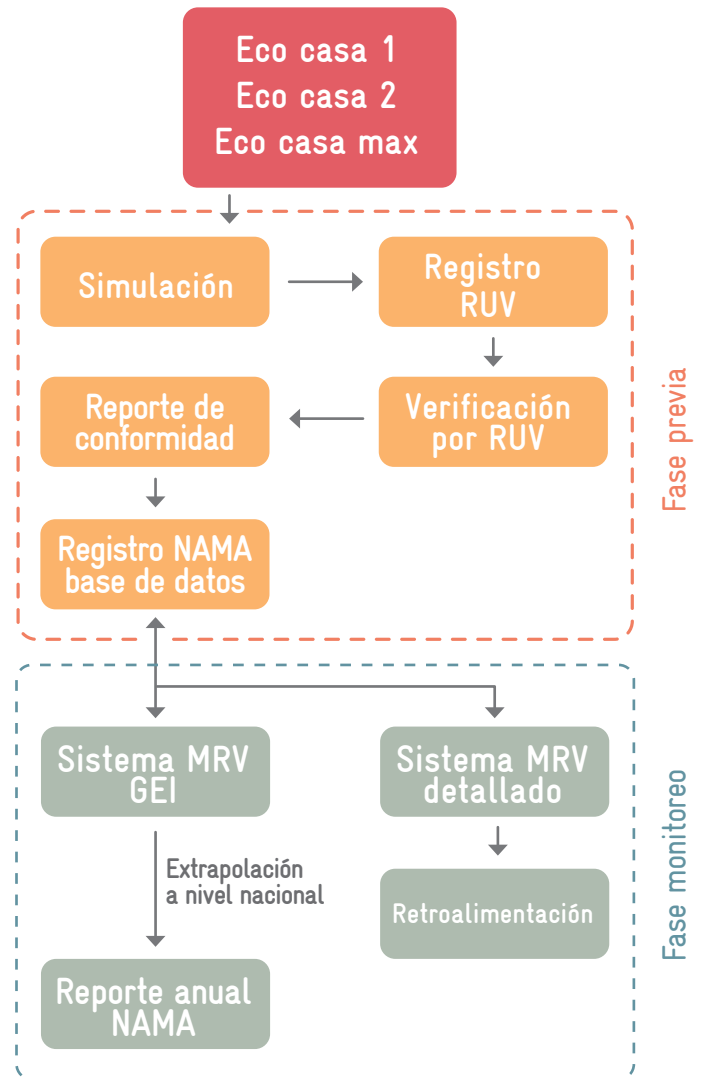 Eco casa 1
Eco casa 2
Eco casa max
Simulación
Registro
RUV
Verificación
por RUV
Reporte de
conformidad
Registro NAMA
base de datos
Fase previa
Sistema MRV
GEI
Sistema MRV
detallado
Extrapolación
a nivel nacional
Retroalimentación
Reporte anual
NAMA
Fase monitoreo